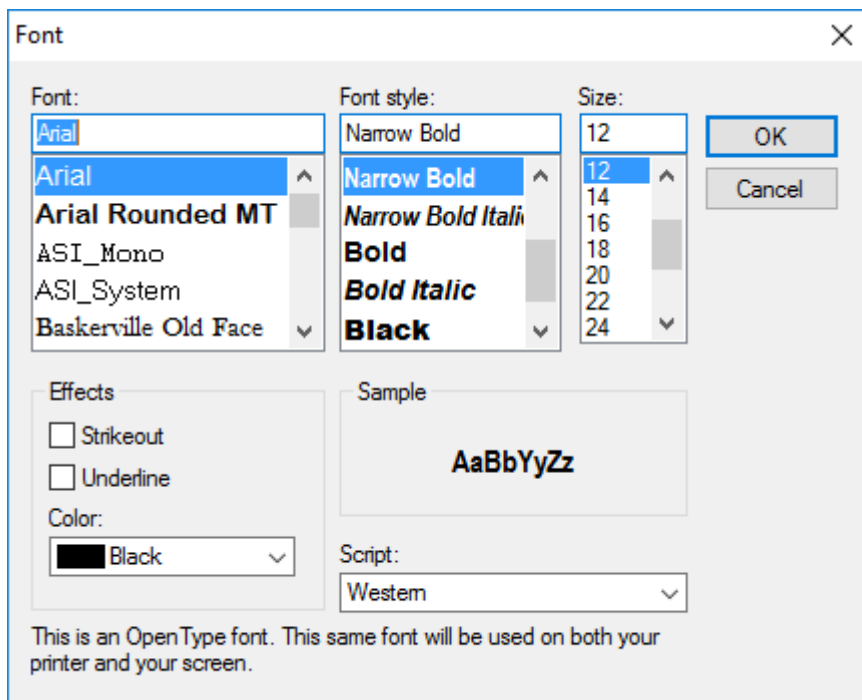 Font
Font:
Font style:
Size:
Arial
Narrow Bold
12
OK
Cancel
Arial
Arial Rounded MT
ASI_Mono
ASI_System
Baskerville Old Face
Narrow Bold
Narrow Bold Italic
Bold
Bold Italic
Black
12
14
16
18
20
22
24
Effects
Strikeout
Underline
Color:
Black
Sample
AaBbYyZz
Script:
Western
This is an OpenType font. This same font will be used on both your
printer and your screen.